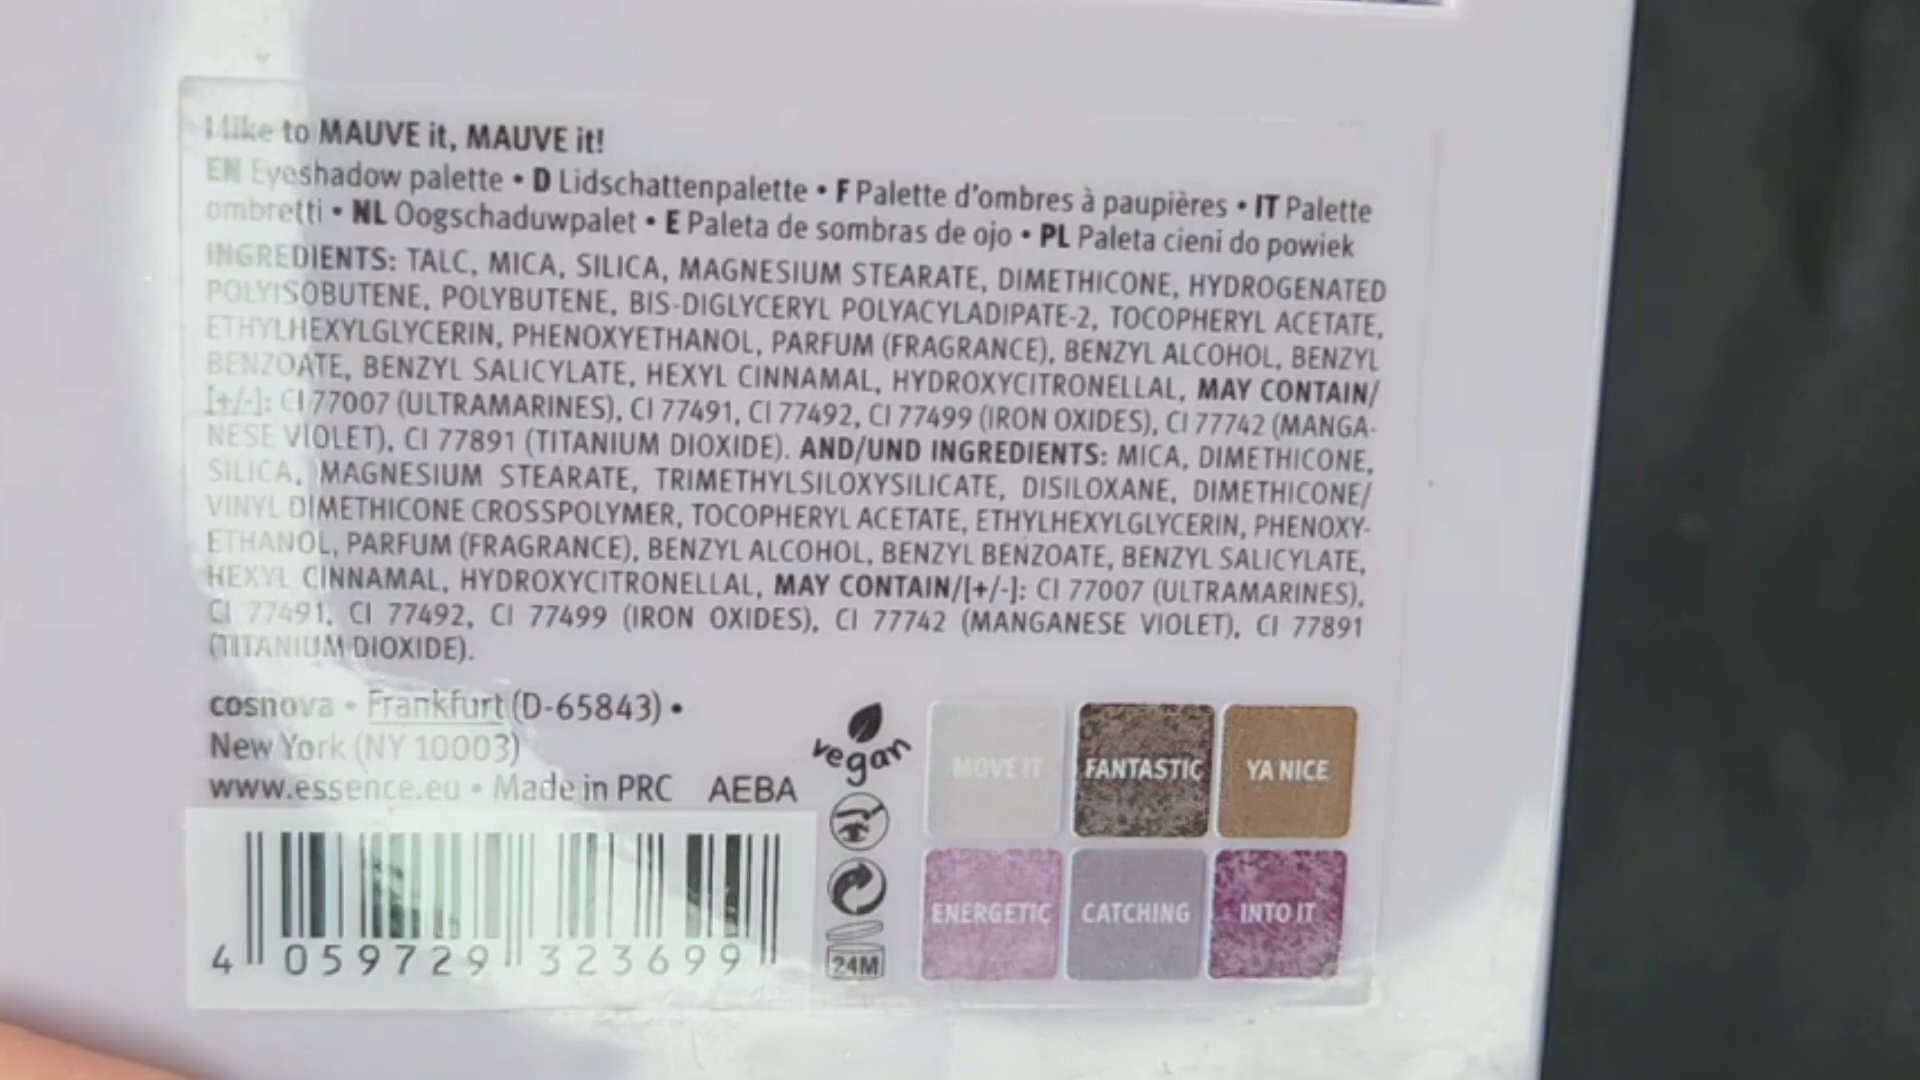 I like to MAUVE it, MAUVE it!
EN Eyeshadow palette • D Lidschattenpalette • F Palette d'ombres à paupières • IT Palette
ombretti • NL Oogschaduwpalet • E Paleta de sombras de ojo • PL Paleta cieni do powiek
INGREDIENTS: TALC, MICA, SILICA, MAGNESIUM STEARATE, DIMETHICONE, HYDROGENATED
POLYISOBUTENE, POLYBUTENE, BIS-DIGLYCERYL POLYACYLADIPATE-2, TOCOPHERYL ACETATE,
ETHYLHEXYLGLYCERIN, PHENOXYETHANOL, PARFUM (FRAGRANCE), BENZYL ALCOHOL, BENZYL
BENZOATE, BENZYL SALICYLATE, HEXYL CINNAMAL, HYDROXYCITRONELLAL, MAY CONTAIN/
[+/-]: CI 77007 (ULTRAMARINES), CI 77491, CI 77492, CI 77499 (IRON OXIDES), CI 77742 (MANGA-
NESE VIOLET), CI 77891 (TITANIUM DIOXIDE). AND/UND INGREDIENTS: MICA, DIMETHICONE,
SILICA, MAGNESIUM STEARATE, TRIMETHYLSILOXYSILICATE, DISILOXANE, DIMETHICONE/
VINYL DIMETHICONE CROSSPOLYMER, TOCOPHERYL ACETATE, ETHYLHEXYLGLYCERIN, PHENOXY-
ETHANOL, PARFUM (FRAGRANCE), BENZYL ALCOHOL, BENZYL BENZOATE, BENZYL SALICYLATE,
HEXYL CINNAMAL, HYDROXYCITRONELLAL, MAY CONTAIN/[+/-]: CI 77007 (ULTRAMARINES),
CI 77491, CI 77492, CI 77499 (IRON OXIDES), CI 77742 (MANGANESE VIOLET), CI 77891
(TITANIUM DIOXIDE).
cosnova • Frankfurt (D-65843) •
New York (NY 10003)
www.essence.eu • Made in PRC AEBA
4 059729 323699
vegan
24M
MOVE IT FANTASTIC YA NICE
ENERGETIC CATCHING INTO IT